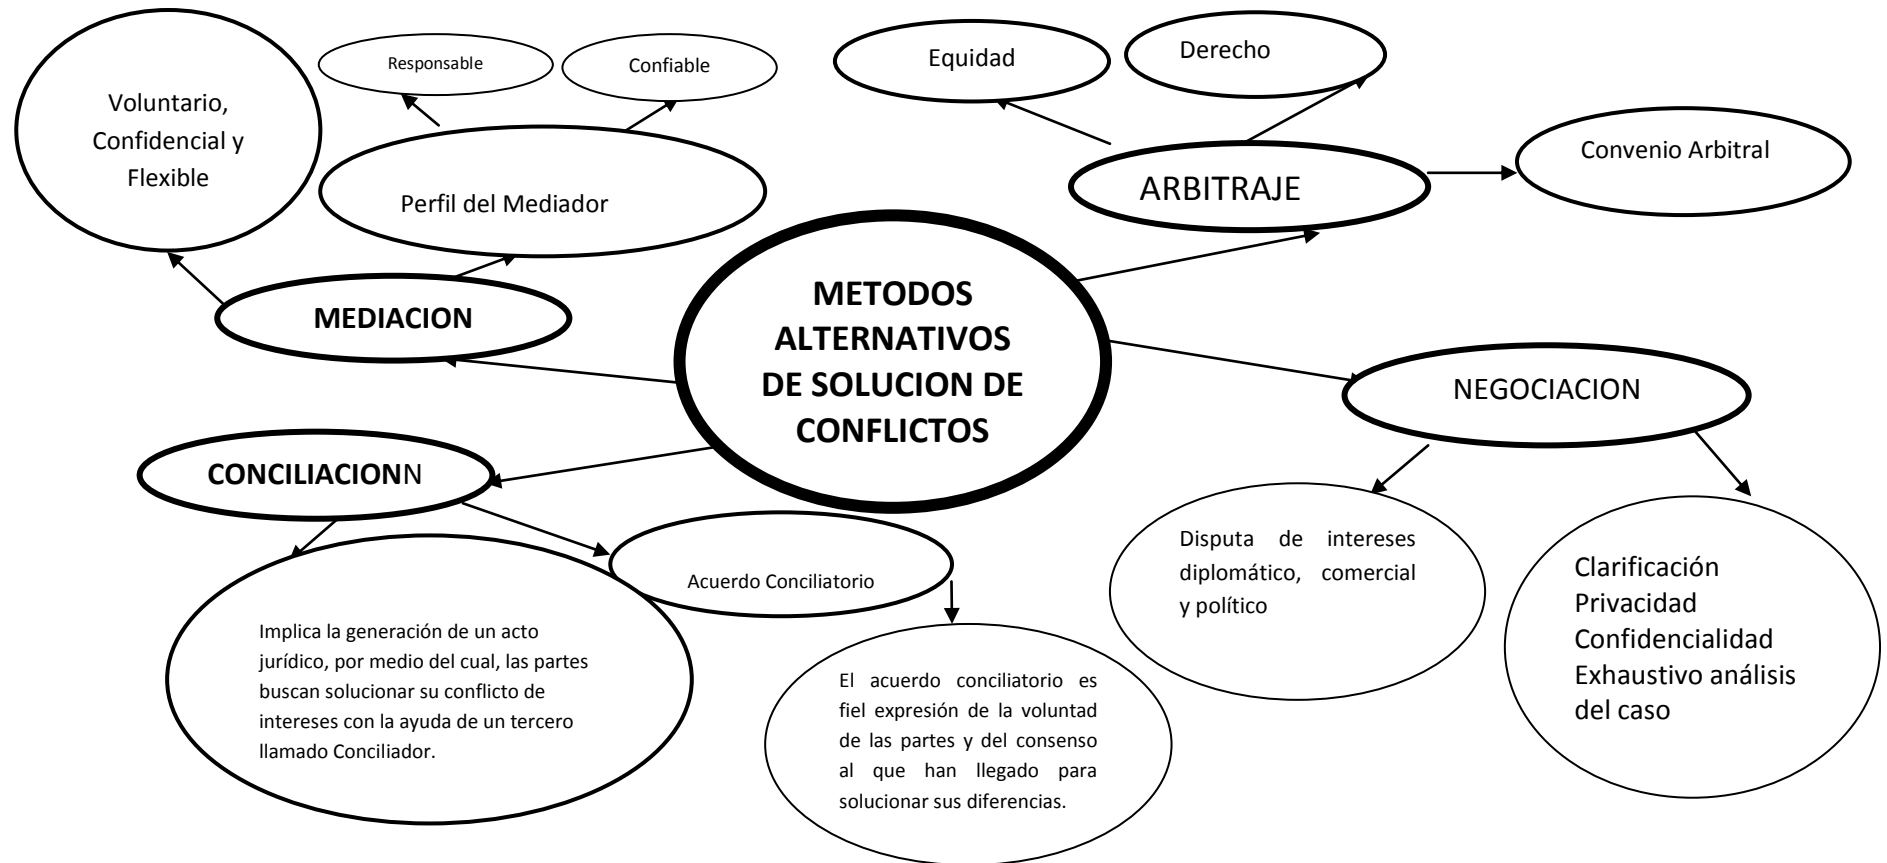 Voluntario,
Confidencial y
Flexible
Responsable
Confiable
Perfil del Mediador
MEDIACION
Equidad
Derecho
ARBITRAJE
Convenio Arbitral
METODOS
ALTERNATIVOS
DE SOLUCION DE
CONFLICTOS
NEGOCIACION
CONCILIACIONN
Implica la generación de un acto
jurídico, por medio del cual, las partes
buscan solucionar su conflicto de
intereses con la ayuda de un tercero
llamado Conciliador.
Acuerdo Conciliatorio
El acuerdo conciliatorio es
fiel expresión de la voluntad
de las partes y del consenso
al que han llegado para
solucionar sus diferencias.
Disputa de intereses
diplomático, comercial
y político
Clarificación
Privacidad
Confidencialidad
Exhaustivo análisis
del caso